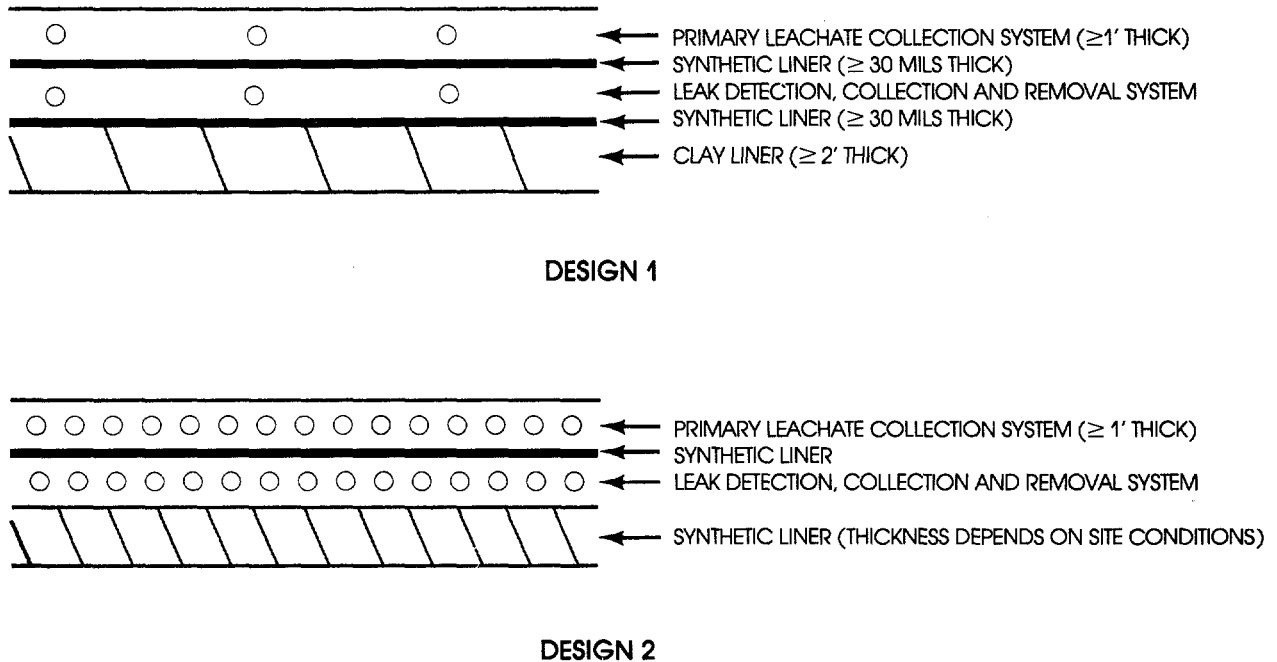 PRIMARY LEACHATE COLLECTION SYSTEM (≥1' THICK)
SYNTHETIC LINER (≥ 30 MILS THICK)
LEAK DETECTION, COLLECTION AND REMOVAL SYSTEM
SYNTHETIC LINER (≥ 30 MILS THICK)
CLAY LINER (≥ 2' THICK)
DESIGN 1
PRIMARY LEACHATE COLLECTION SYSTEM (≥ 1' THICK)
SYNTHETIC LINER
LEAK DETECTION, COLLECTION AND REMOVAL SYSTEM
SYNTHETIC LINER (THICKNESS DEPENDS ON SITE CONDITIONS)
DESIGN 2